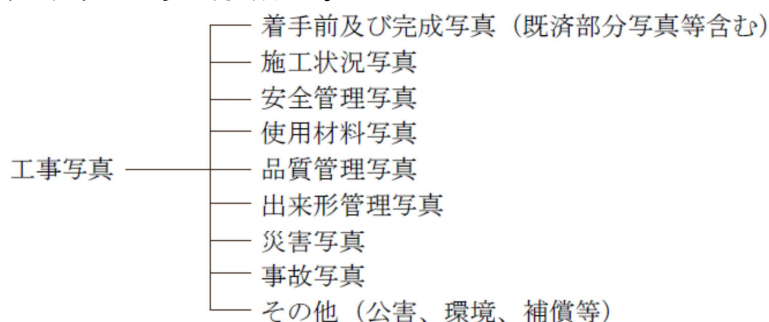 着手前及び完成写真（既済部分写真等含む）
施工状況写真
安全管理写真
使用材料写真
工事写真
品質管理写真
出来形管理写真
災害写真
事故写真
その他（公害、環境、補償等）